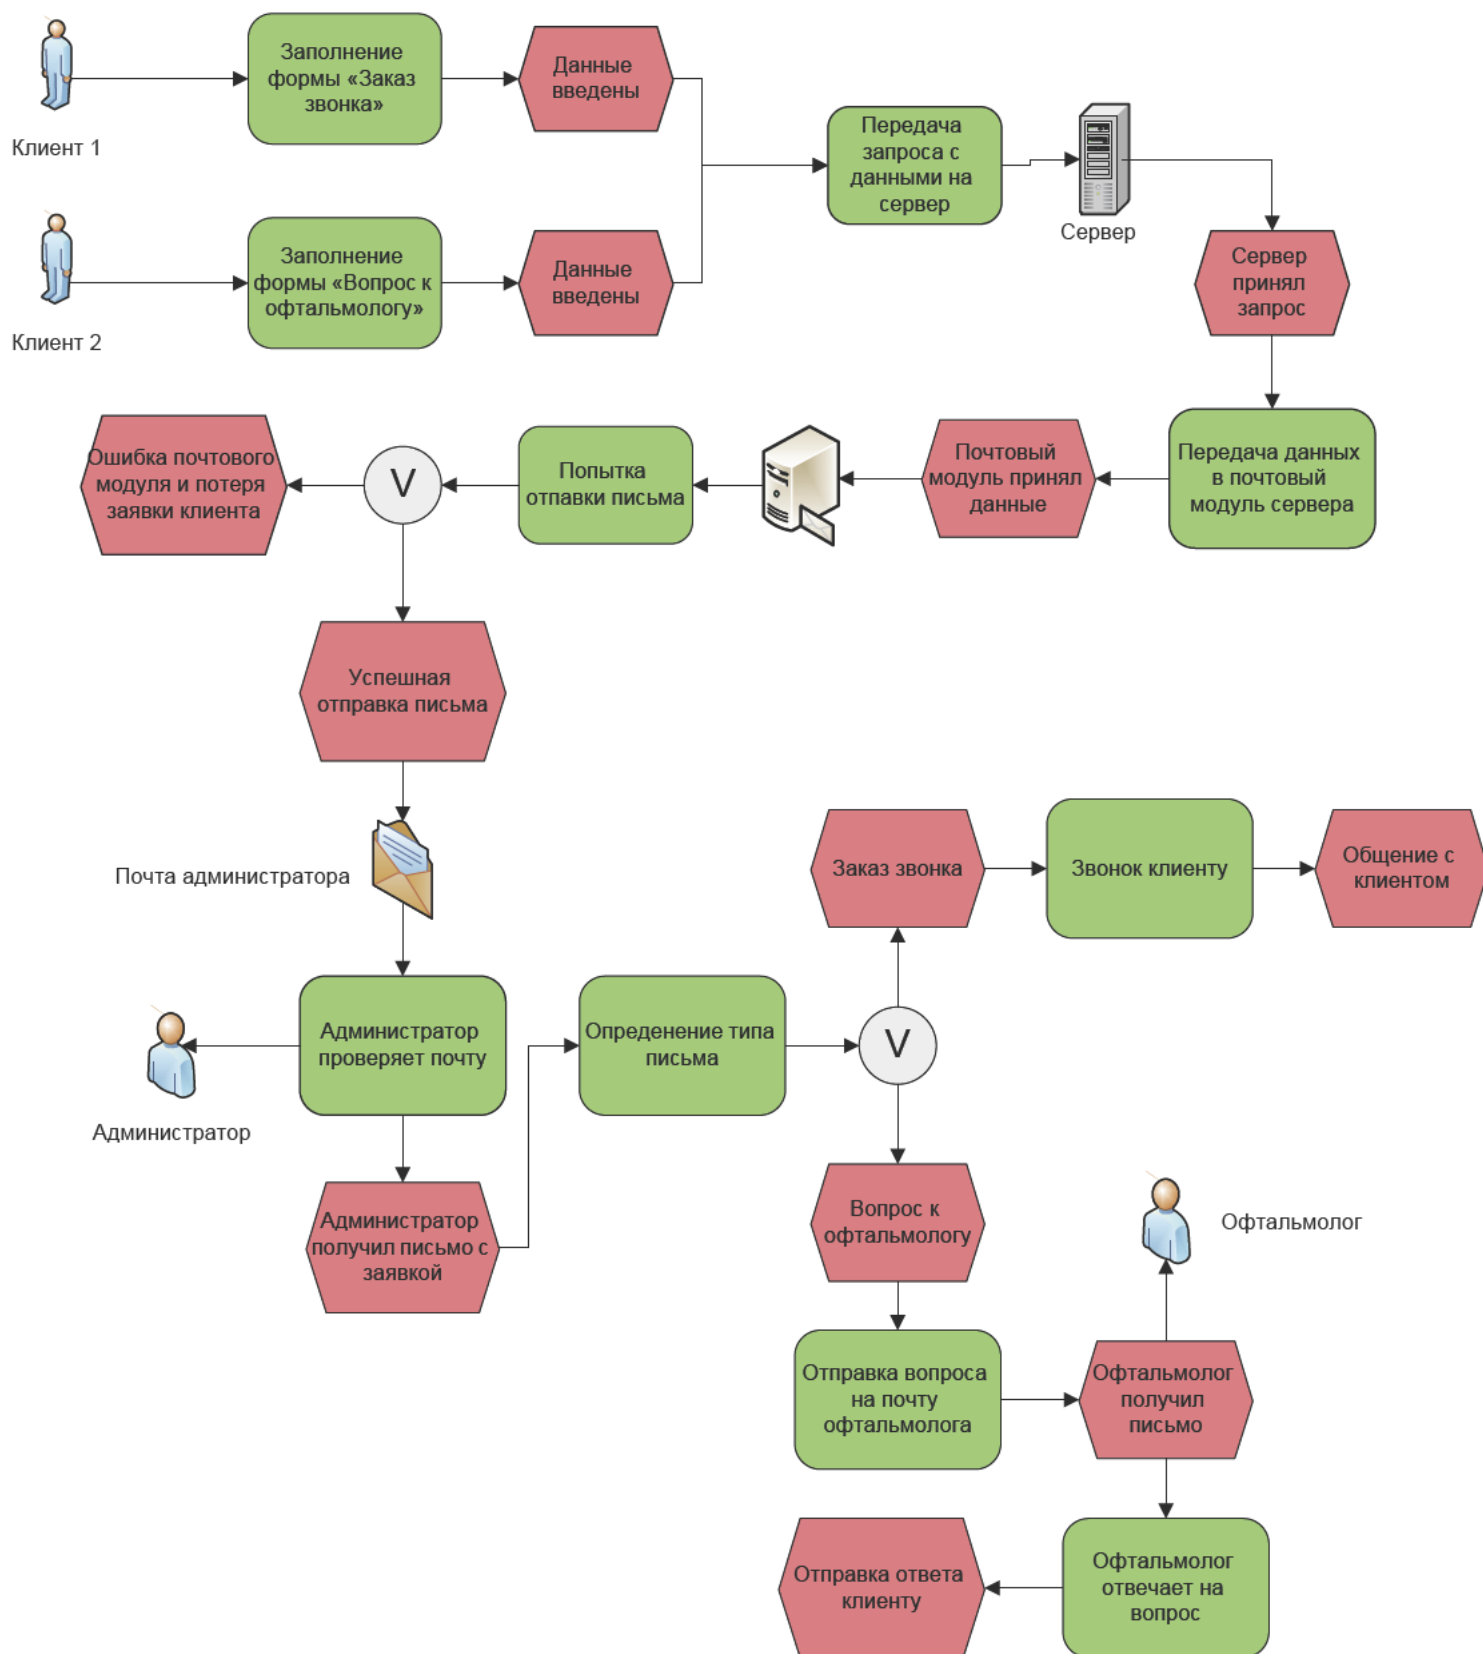 Заполнение
формы «Заказ
звонка»
Данные
введены
Клиент 1
Передача
запроса с
данными на
сервер
Сервер
Заполнение
формы «Вопрос к
офтальмологу»
Данные
введены
Клиент 2
Сервер
принял
запрос
Ошибка почтового
модуля и потеря
заявки клиента
V
Попытка
отпавки письма
Почтовый
модуль принял
данные
Передача данных
в почтовый
модуль сервера
Успешная
отправка письма
Почта администратора
Заказ звонка
Звонок клиенту
Общение с
клиентом
Администратор
Администратор
проверяет почту
Опреденение типа
письма
V
Администратор
получил письмо с
заявкой
Вопрос к
офтальмологу
Офтальмолог
Отправка вопроса
на почту
офтальмолога
Офтальмолог
получил
письмо
Отправка ответа
клиенту
Офтальмолог
отвечает на
вопрос